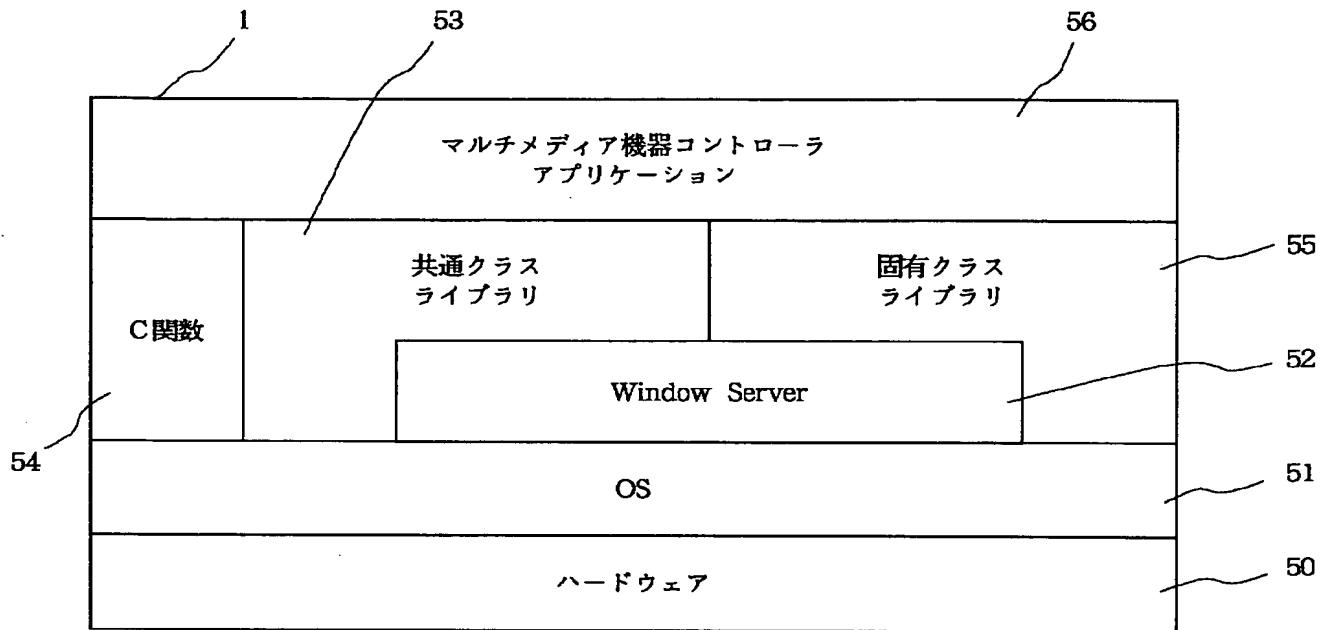 1
53
56
マルチメディア機器コントローラ
アプリケーション
共通クラス
ライブラリ
固有クラス
ライブラリ
55
C関数
Window Server
52
54
OS
51
ハードウェア
50